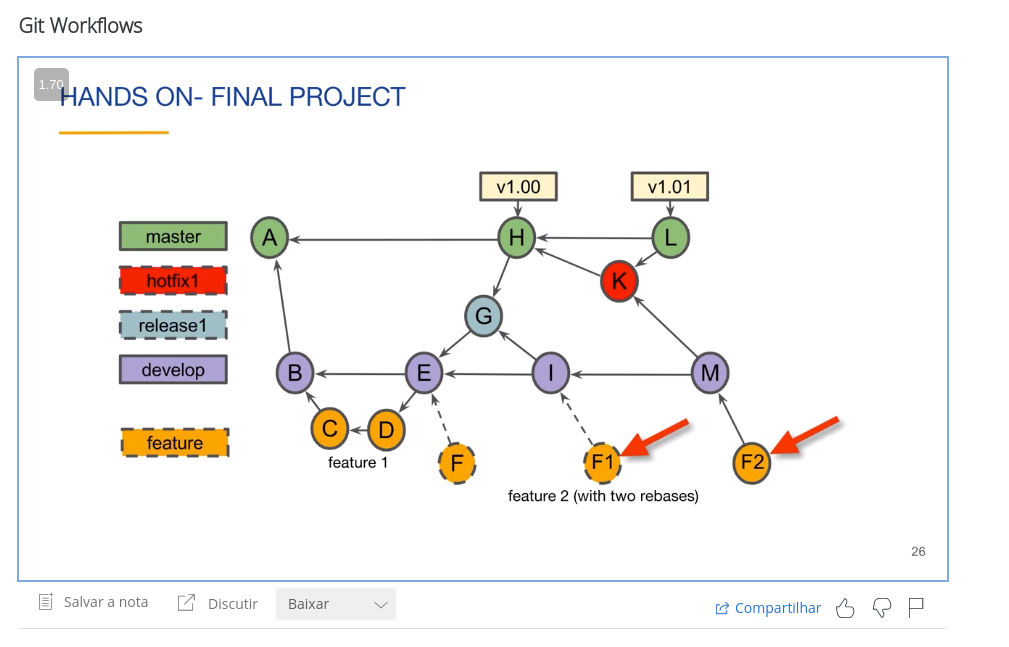 Git Workflows
1.70
HANDS ON- FINAL PROJECT
v1.00
v1.01
master
A
H
L
hotfix1
K
release1
G
develop
B
E
I
M
C
D
feature
feature 1
F
F1
F2
feature 2 (with two rebases)
26
Salvar a nota
Discutir
Baixar
Compartilhar